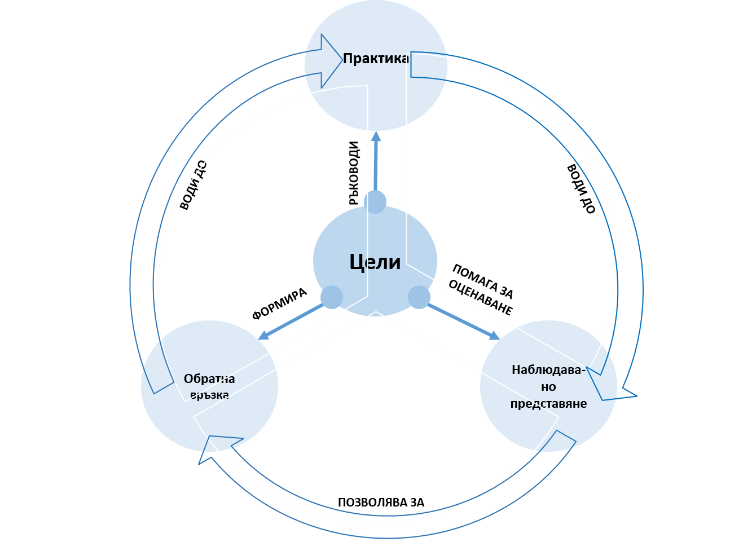 Практика
ВОДИ ДО
РЪКОВОДИ
ВОДИ ДО
Цели
ПОМАГА ЗА
ОЦЕНАВАНЕ
ФОРМИРА
Обратна
връзка
Наблюдава-
но
представяне
ПОЗВОЛЯВА ЗА